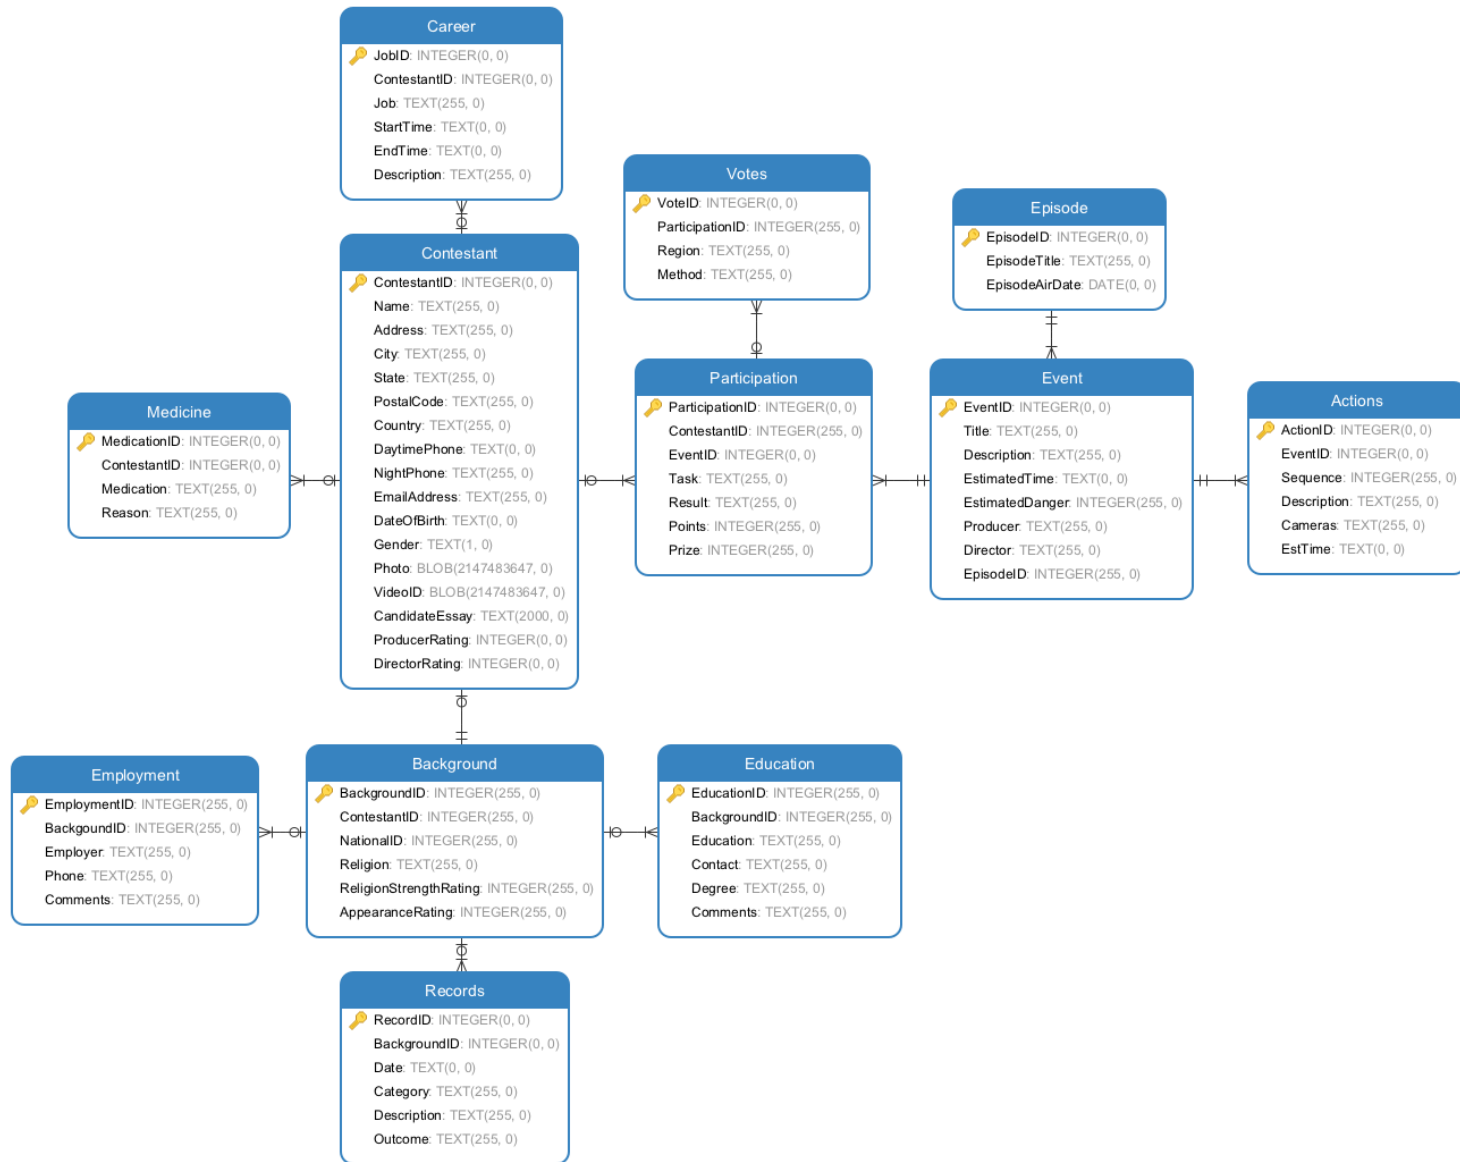 Career
JobID: INTEGER(0, 0)
ContestantID: INTEGER(0, 0)
Job: TEXT(255, 0)
StartTime: TEXT(0, 0)
EndTime: TEXT(0, 0)
Description: TEXT(255, 0)
Votes
VoteID: INTEGER(0, 0)
ParticipationID: INTEGER(255, 0)
Region: TEXT(255, 0)
Method: TEXT(255, 0)
Episode
EpisodeID: INTEGER(0, 0)
EpisodeTitle: TEXT(255, 0)
EpisodeAirDate: DATE(0, 0)
Contestant
ContestantID: INTEGER(0, 0)
Name: TEXT(255, 0)
Address: TEXT(255, 0)
City: TEXT(255, 0)
State: TEXT(255, 0)
PostalCode: TEXT(255, 0)
Country: TEXT(255, 0)
DaytimePhone: TEXT(0, 0)
NightPhone: TEXT(255, 0)
EmailAddress: TEXT(255, 0)
DateOfBirth: TEXT(0, 0)
Gender: TEXT(1, 0)
Photo: BLOB(2147483647, 0)
VideoID: BLOB(2147483647, 0)
CandidateEssay: TEXT(2000, 0)
ProducerRating: INTEGER(0, 0)
DirectorRating: INTEGER(0, 0)
Medicine
MedicationID: INTEGER(0, 0)
ContestantID: INTEGER(0, 0)
Medication: TEXT(255, 0)
Reason: TEXT(255, 0)
Participation
ParticipationID: INTEGER(0, 0)
ContestantID: INTEGER(255, 0)
EventID: INTEGER(0, 0)
Task: TEXT(255, 0)
Result: TEXT(255, 0)
Points: INTEGER(255, 0)
Prize: INTEGER(255, 0)
Event
EventID: INTEGER(0, 0)
Title: TEXT(255, 0)
Description: TEXT(255, 0)
EstimatedTime: TEXT(0, 0)
EstimatedDanger: INTEGER(255, 0)
Producer: TEXT(255, 0)
Director: TEXT(255, 0)
EpisodeID: INTEGER(255, 0)
Actions
ActionID: INTEGER(0, 0)
EventID: INTEGER(0, 0)
Sequence: INTEGER(255, 0)
Description: TEXT(255, 0)
Cameras: TEXT(255, 0)
EstTime: TEXT(0, 0)
Employment
EmploymentID: INTEGER(255, 0)
BackgoundID: INTEGER(255, 0)
Employer: TEXT(255, 0)
Phone: TEXT(255, 0)
Comments: TEXT(255, 0)
Background
BackgroundID: INTEGER(255, 0)
ContestantID: INTEGER(255, 0)
NationalID: INTEGER(255, 0)
Religion: TEXT(255, 0)
ReligionStrengthRating: INTEGER(255, 0)
AppearanceRating: INTEGER(255, 0)
Education
EducationID: INTEGER(255, 0)
BackgroundID: INTEGER(255, 0)
Education: TEXT(255, 0)
Contact: TEXT(255, 0)
Degree: TEXT(255, 0)
Comments: TEXT(255, 0)
Records
RecordID: INTEGER(0, 0)
BackgroundID: INTEGER(0, 0)
Date: TEXT(0, 0)
Category: TEXT(255, 0)
Description: TEXT(255, 0)
Outcome: TEXT(255, 0)